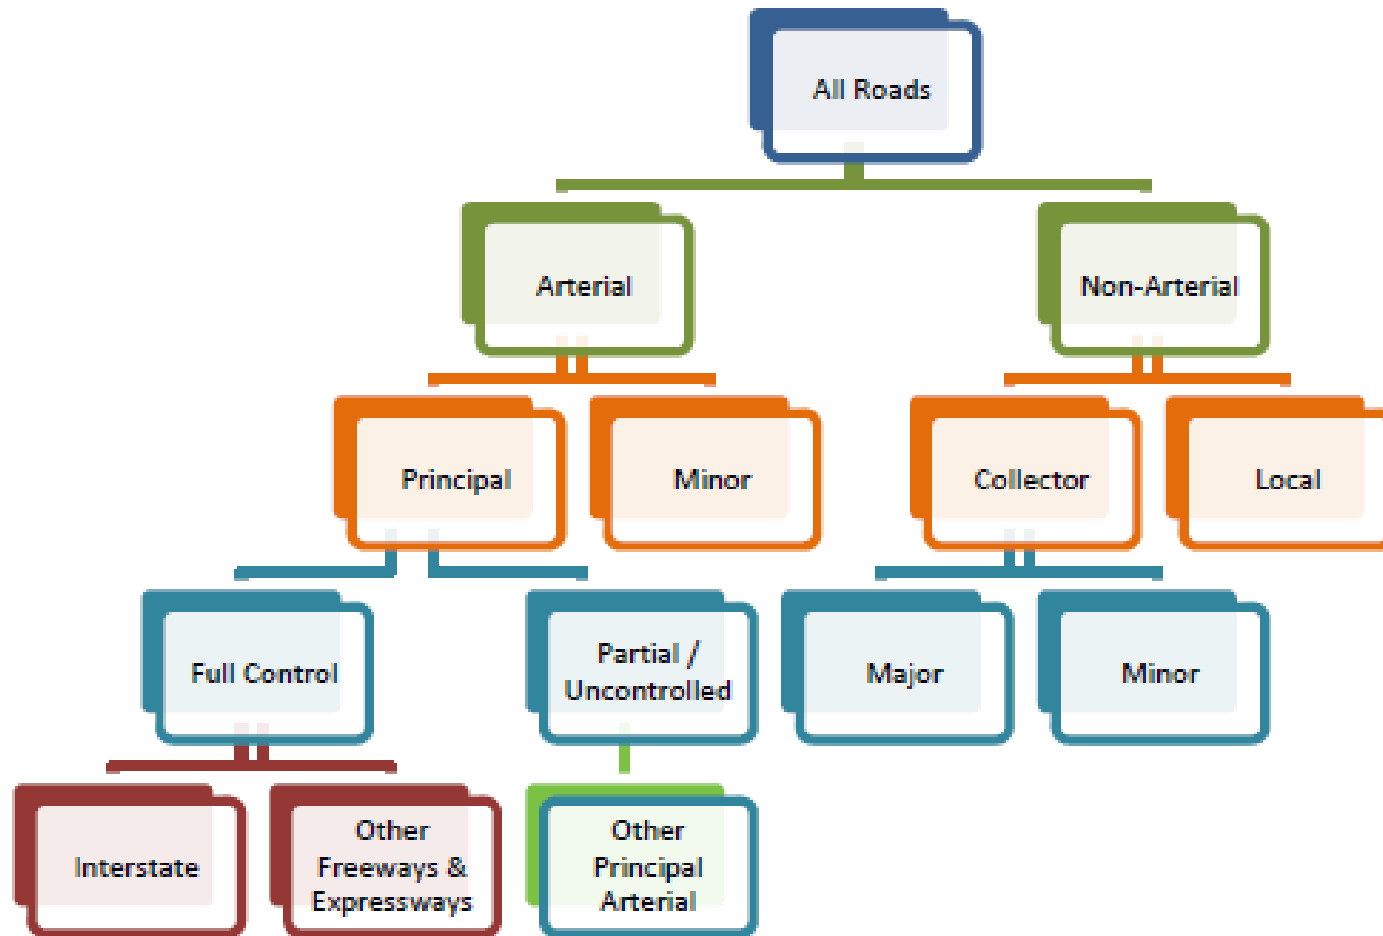 All Roads
Arterial
Non-Arterial
Principal
Minor
Collector
Local
Full Control
Partial /
Uncontrolled
Major
Minor
Interstate
Other
Freeways &
Expressways
Other
Principal
Arterial